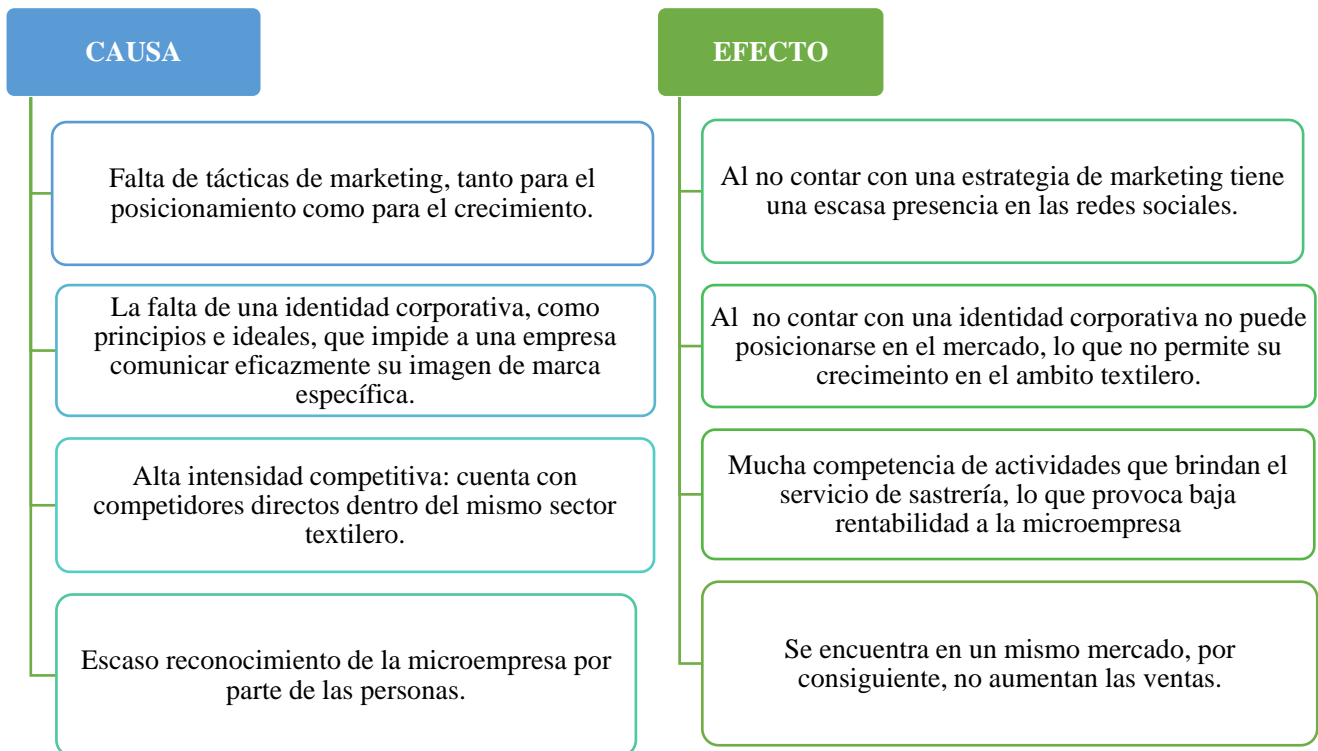 CAUSA
Falta de tácticas de marketing, tanto para el
posicionamiento como para el crecimiento.
La falta de una identidad corporativa, como
principios e ideales, que impide a una empresa
comunicar eficazmente su imagen de marca
específica.
Alta intensidad competitiva: cuenta con
competidores directos dentro del mismo sector
textilero.
Escaso reconocimiento de la microempresa por
parte de las personas.
EFECTO
Al no contar con una estrategia de marketing tiene
una escasa presencia en las redes sociales.
Al no contar con una identidad corporativa no puede
posicionarse en el mercado, lo que no permite su
crecimeinto en el ambito textilero.
Mucha competencia de actividades que brindan el
servicio de sastrería, lo que provoca baja
rentabilidad a la microempresa
Se encuentra en un mismo mercado, por
consiguiente, no aumentan las ventas.